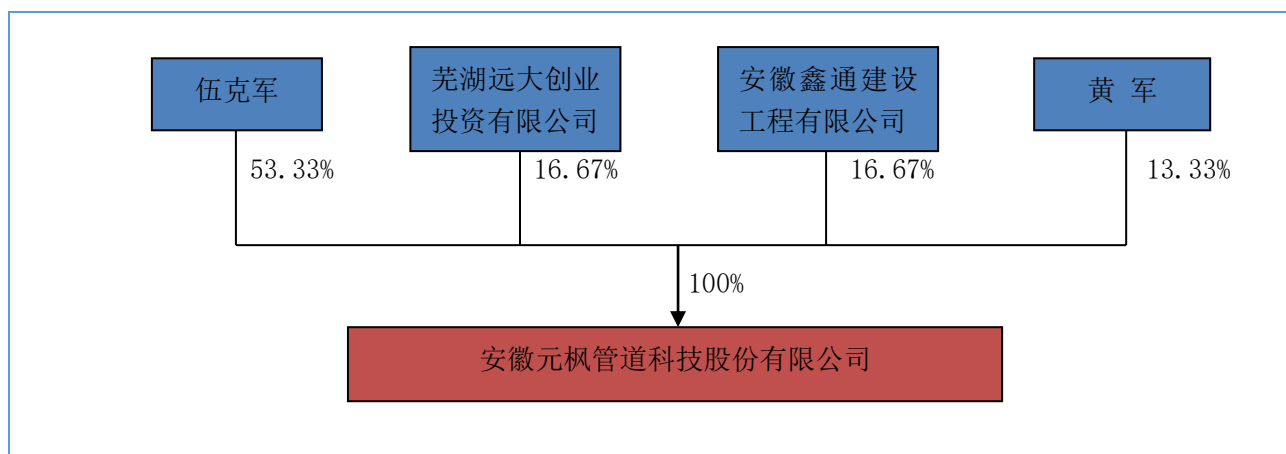 伍克军
芜湖远大创业
投资有限公司
安徽鑫通建设
工程有限公司
黄 军
53.33%
16.67%
16.67%
13.33%
100%
安徽元枫管道科技股份有限公司